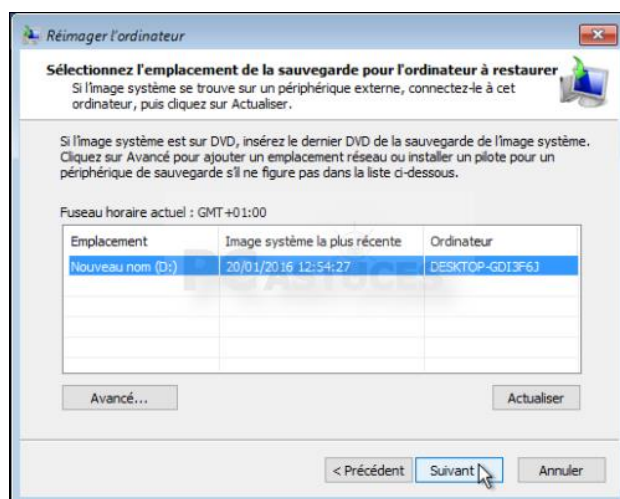 Réimager l'ordinateur
Sélectionnez l'emplacement de la sauvegarde pour l'ordinateur à restaurer
Si l'image système se trouve sur un périphérique externe, connectez-le à cet
ordinateur, puis cliquez sur Actualiser.
Si l'image système est sur DVD, insérez le dernier DVD de la sauvegarde de l'image système.
Cliquez sur Avancé pour ajouter un emplacement réseau ou installer un pilote pour un
périphérique de sauvegarde s'il ne figure pas dans la liste ci-dessous.
Fuseau horaire actuel : GMT+01:00
Emplacement Image système la plus récente Ordinateur
Nouveau nom (D:) 20/01/2016 12:54:27 DESKTOP-GDI3F6J
PC ASTUCES
Avancé... Actualiser
< Précédent Suivant > Annuler